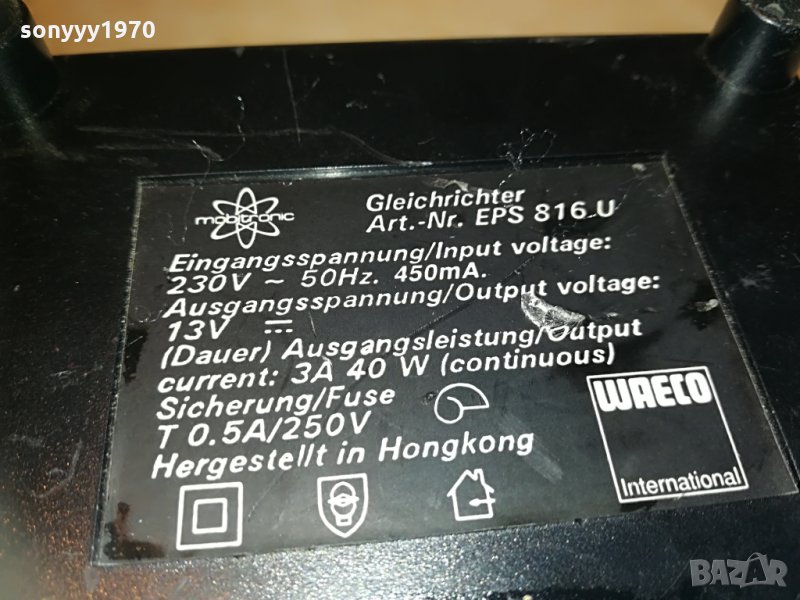 sonyyy1970
mobitronic
Gleichrichter
Art.-Nr. EPS 816 U
Eingangsspannung/Input voltage:
230V ~ 50Hz. 450mA.
Ausgangsspannung/Output voltage:
13V
(Dauer) Ausgangsleistung/Output
current: 3A 40 W (continuous)
Sicherung/Fuse
T 0.5A/250V
Hergestellt in Hongkong
WAECO
International
BAZAR